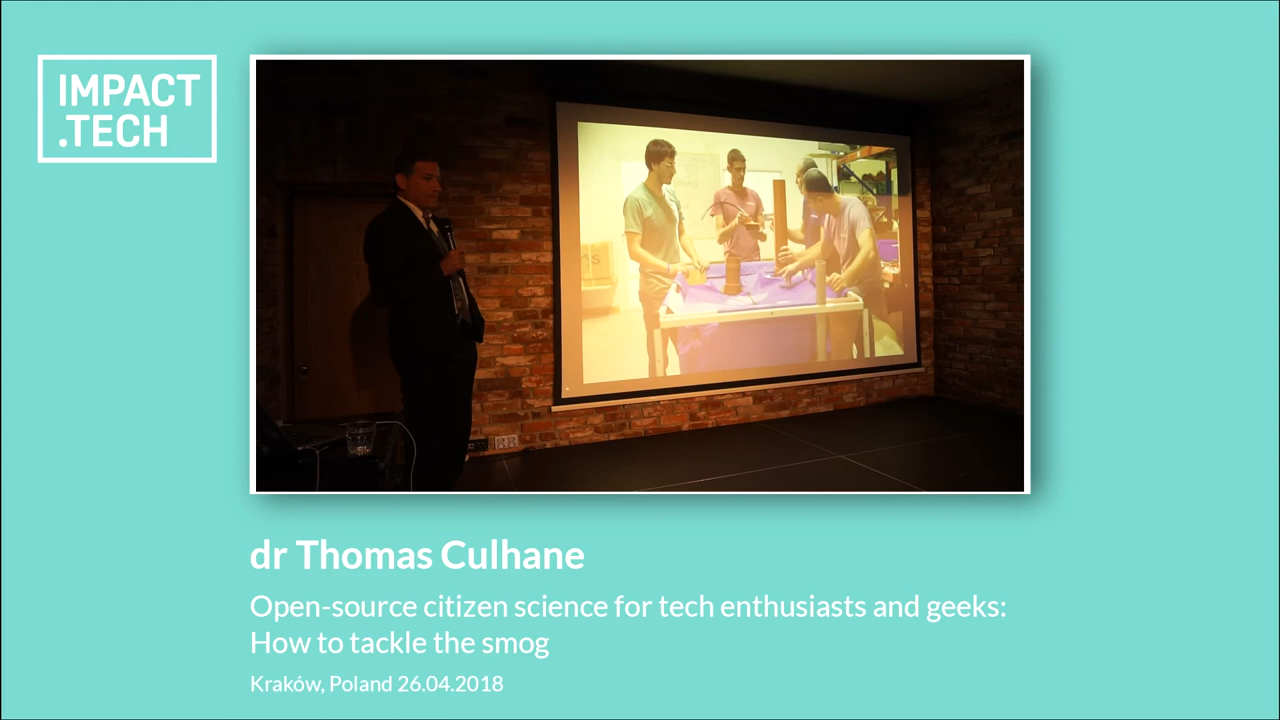 IMPACT
.TECH
dr Thomas Culhane
Open-source citizen science for tech enthusiasts and geeks:
How to tackle the smog
Kraków, Poland 26.04.2018